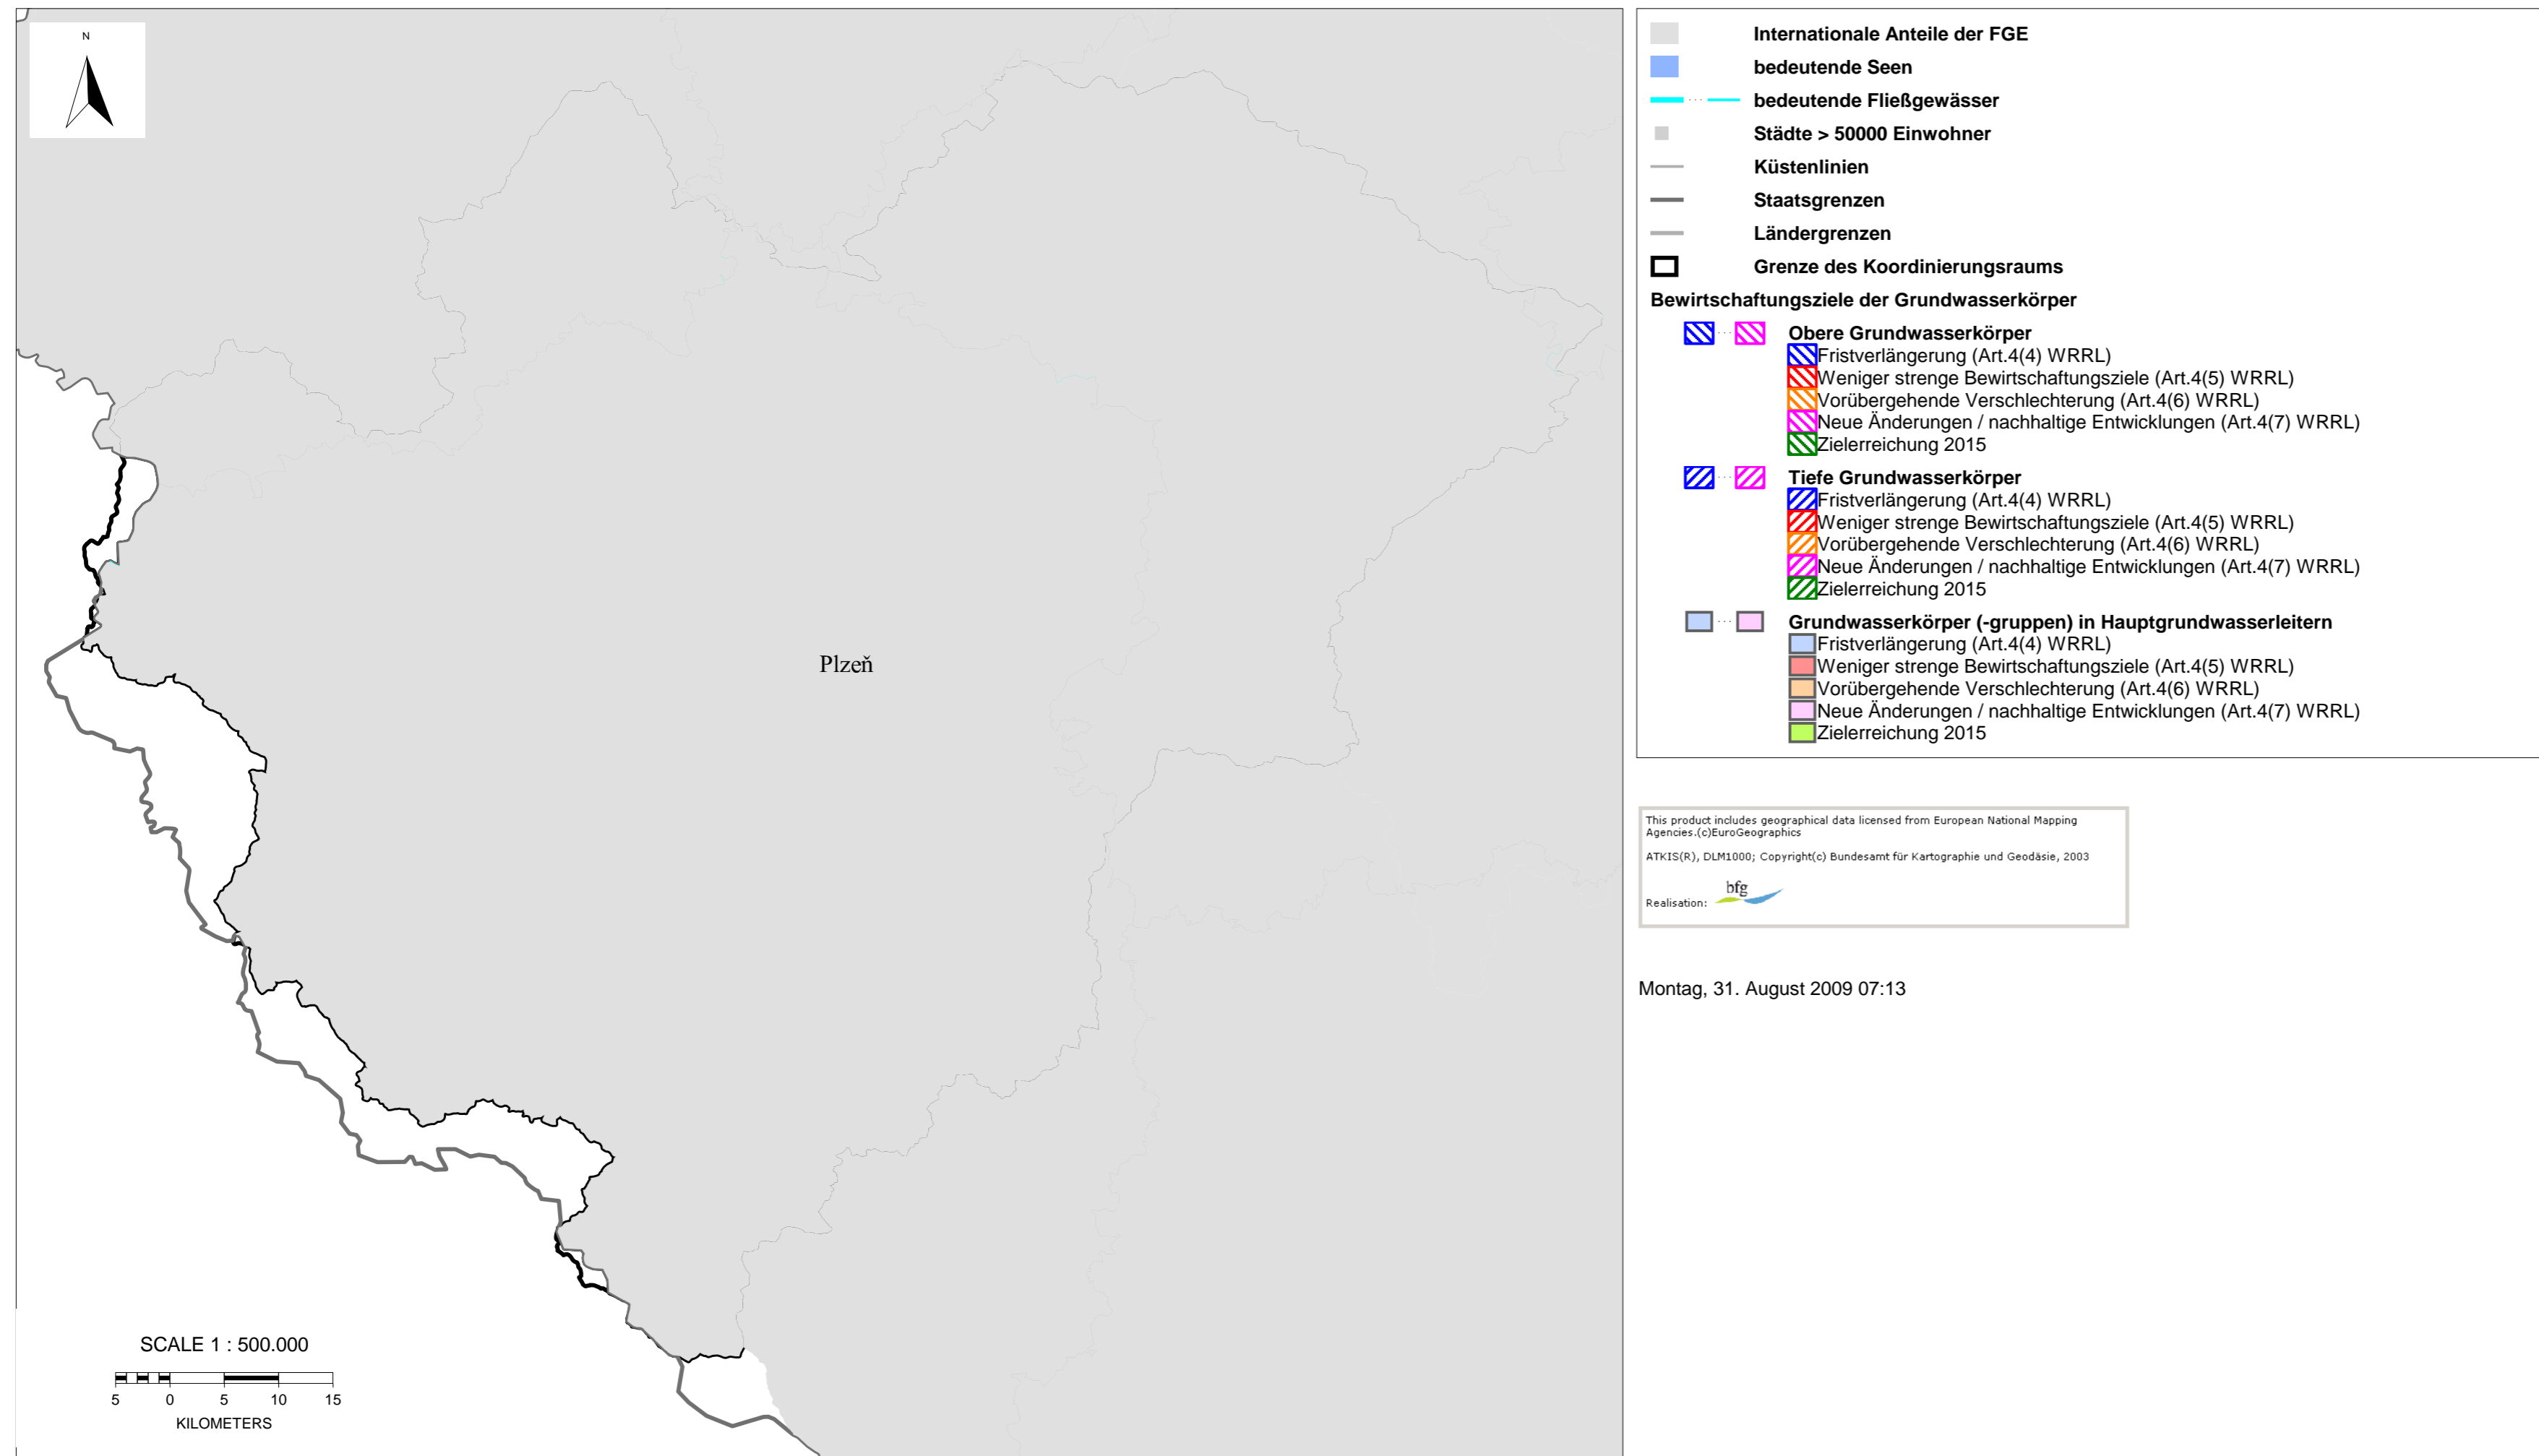 N
Plzeň
SCALE 1 : 500.000
5 0 5 10 15
KILOMETERS
Internationale Anteile der FGE
bedeutende Seen
bedeutende Fließgewässer
Städte > 50000 Einwohner
Küstenlinien
Staatsgrenzen
Ländergrenzen
Grenze des Koordinierungsraums
Bewirtschaftungsziele der Grundwasserkörper
Obere Grundwasserkörper
Fristverlängerung (Art.4(4) WRRL)
Weniger strenge Bewirtschaftungsziele (Art.4(5) WRRL)
Vorübergehende Verschlechterung (Art.4(6) WRRL)
Neue Änderungen / nachhaltige Entwicklungen (Art.4(7) WRRL)
Zielerreichung 2015
Tiefe Grundwasserkörper
Fristverlängerung (Art.4(4) WRRL)
Weniger strenge Bewirtschaftungsziele (Art.4(5) WRRL)
Vorübergehende Verschlechterung (Art.4(6) WRRL)
Neue Änderungen / nachhaltige Entwicklungen (Art.4(7) WRRL)
Zielerreichung 2015
Grundwasserkörper (-gruppen) in Hauptgrundwasserleitern
Fristverlängerung (Art.4(4) WRRL)
Weniger strenge Bewirtschaftungsziele (Art.4(5) WRRL)
Vorübergehende Verschlechterung (Art.4(6) WRRL)
Neue Änderungen / nachhaltige Entwicklungen (Art.4(7) WRRL)
Zielerreichung 2015
This product includes geographical data licensed from European National Mapping
Agencies.(c)EuroGeographics
ATKIS(R), DLM1000; Copyright(c) Bundesamt für Kartographie und Geodäsie, 2003
Realisation: bfg
Montag, 31. August 2009 07:13